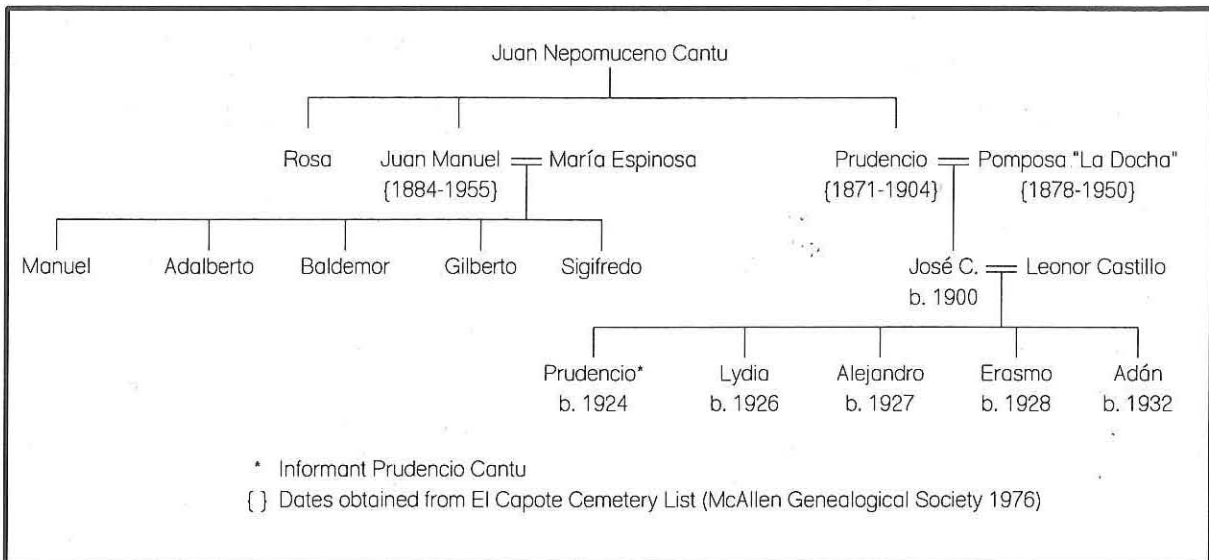 Juan Nepomuceno Cantu
Rosa Juan Manuel María Espinosa Prudencio Pomposa "La Docha"
{1884-1955} {1871-1904} {1878-1950}
Manuel Adalberto Baldemor Gilberto Sigifredo José C. Leonor Castillo
b. 1900
Prudencio* Lydia Alejandro Erasmo Adán
b. 1924 b. 1926 b. 1927 b. 1928 b. 1932
* Informant Prudencio Cantu
{ } Dates obtained from El Capote Cemetery List (McAllen Genealogical Society 1976)